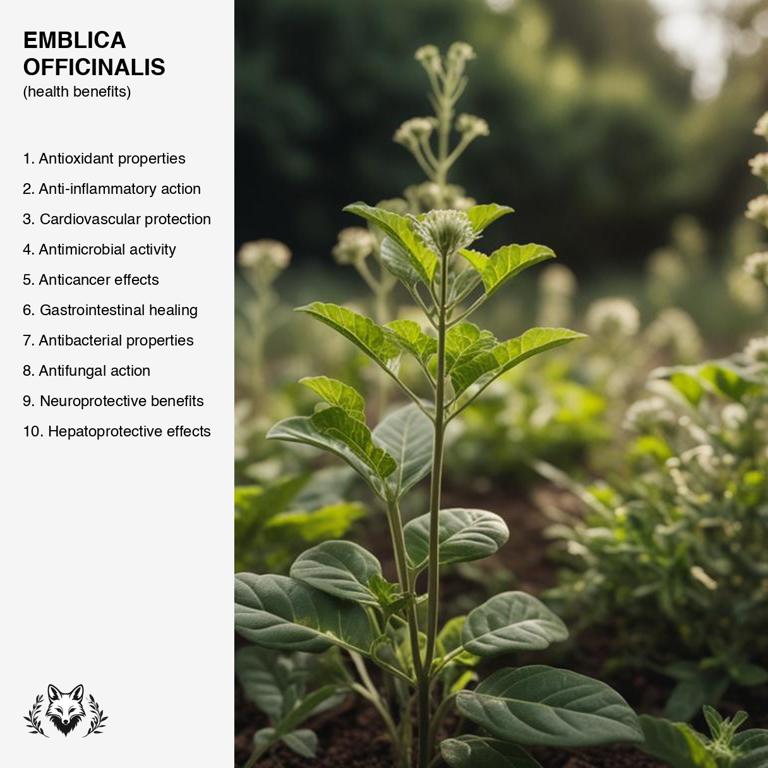 EMBLICA
OFFICINALIS
(health benefits)
1. Antioxidant properties
2. Anti-inflammatory action
3. Cardiovascular protection
4. Antimicrobial activity
5. Anticancer effects
6. Gastrointestinal healing
7. Antibacterial properties
8. Antifungal action
9. Neuroprotective benefits
10. Hepatoprotective effects